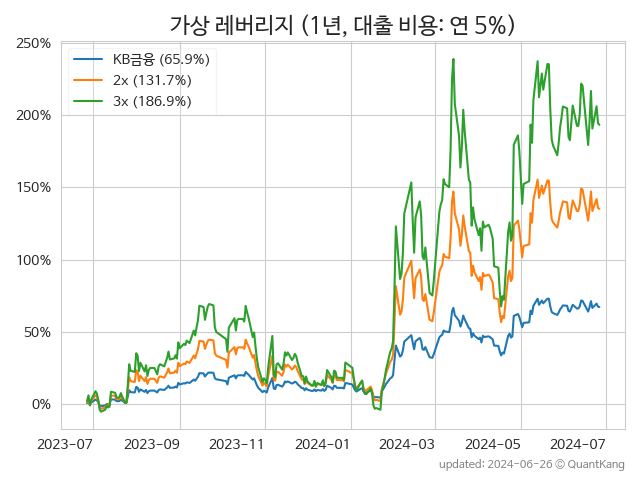 가상 레버리지 (1년, 대출 비용: 연 5%)
250%
200%
150%
100%
50%
0%
KB금융 (65.9%)
2x (131.7%)
3x (186.9%)
2023-07 2023-09 2023-11 2024-01 2024-03 2024-05 2024-07
updated: 2024-06-26 © QuantKang